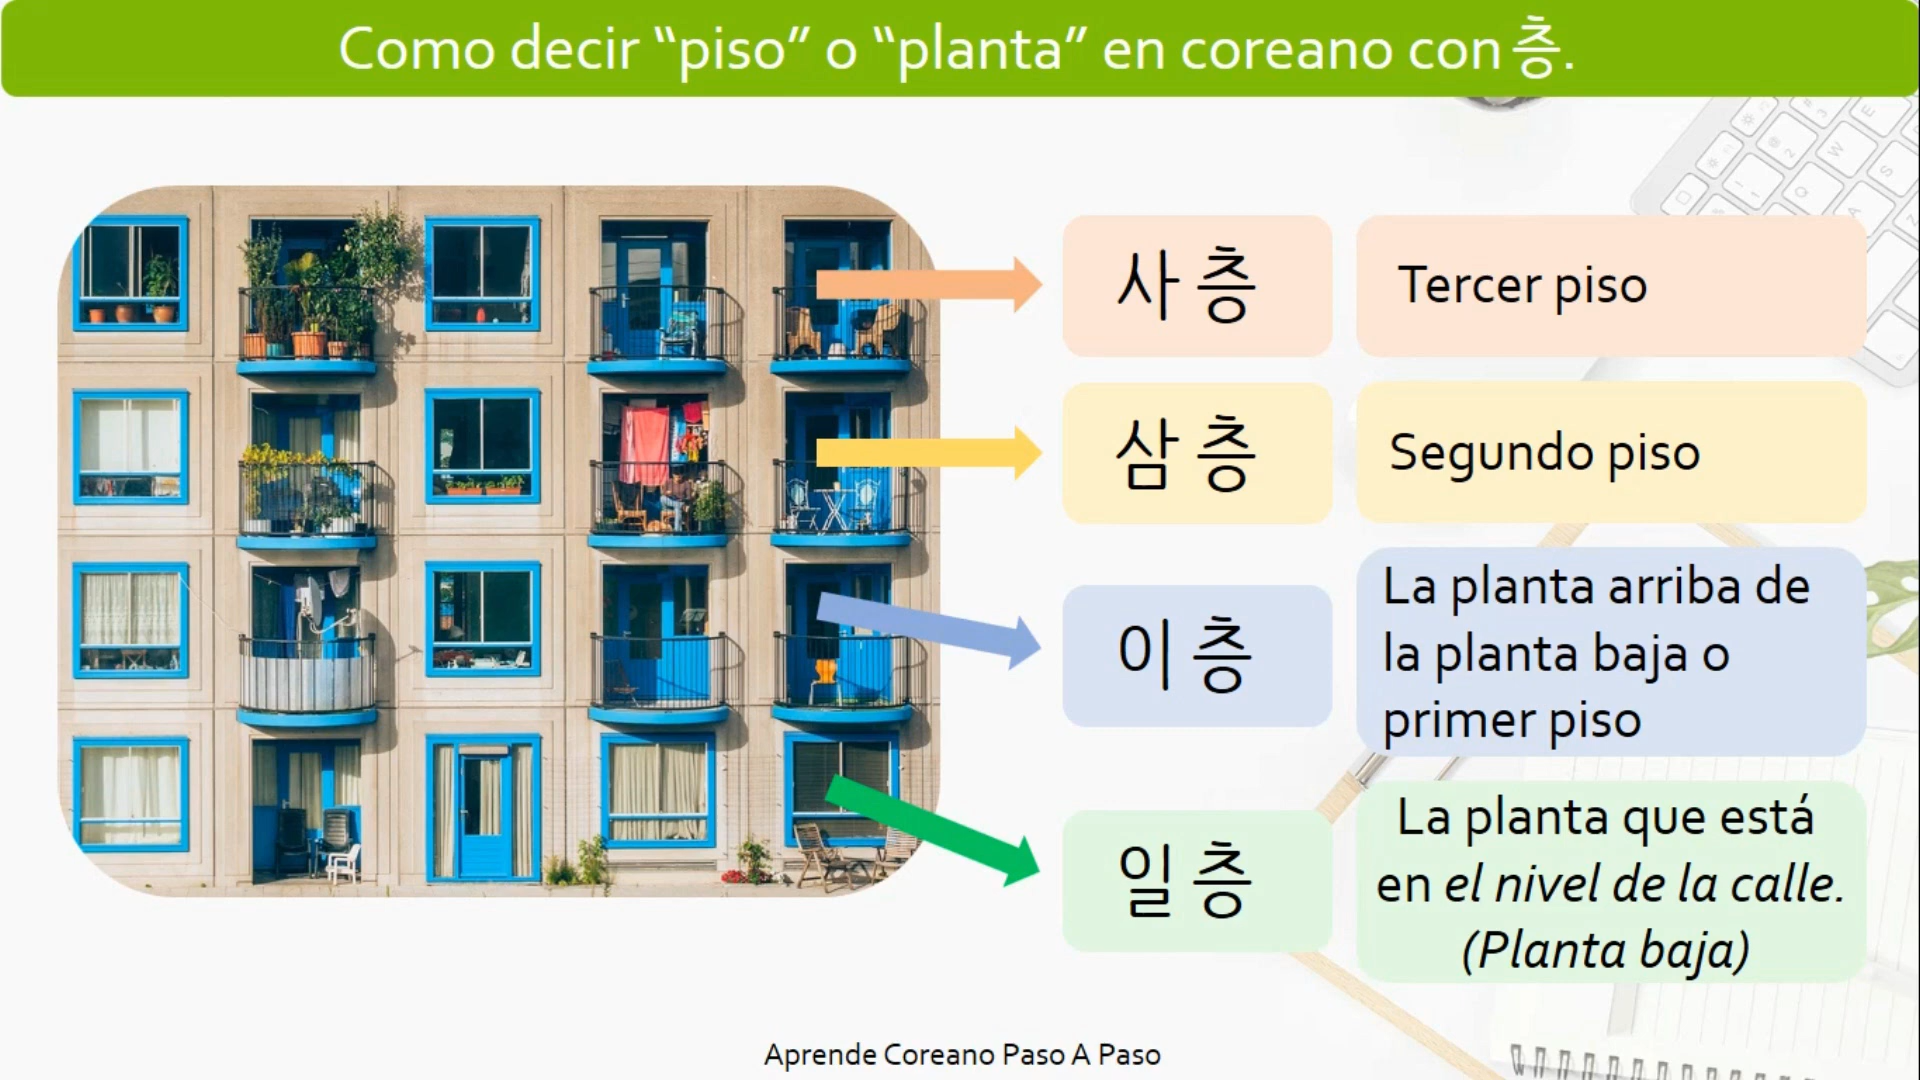 Como decir “piso” o “planta” en coreano con 층.
사 층
Tercer piso
삼 층
Segundo piso
이 층
La planta arriba de
la planta baja o
primer piso
일 층
La planta que está
en el nivel de la calle.
(Planta baja)
Aprende Coreano Paso A Paso